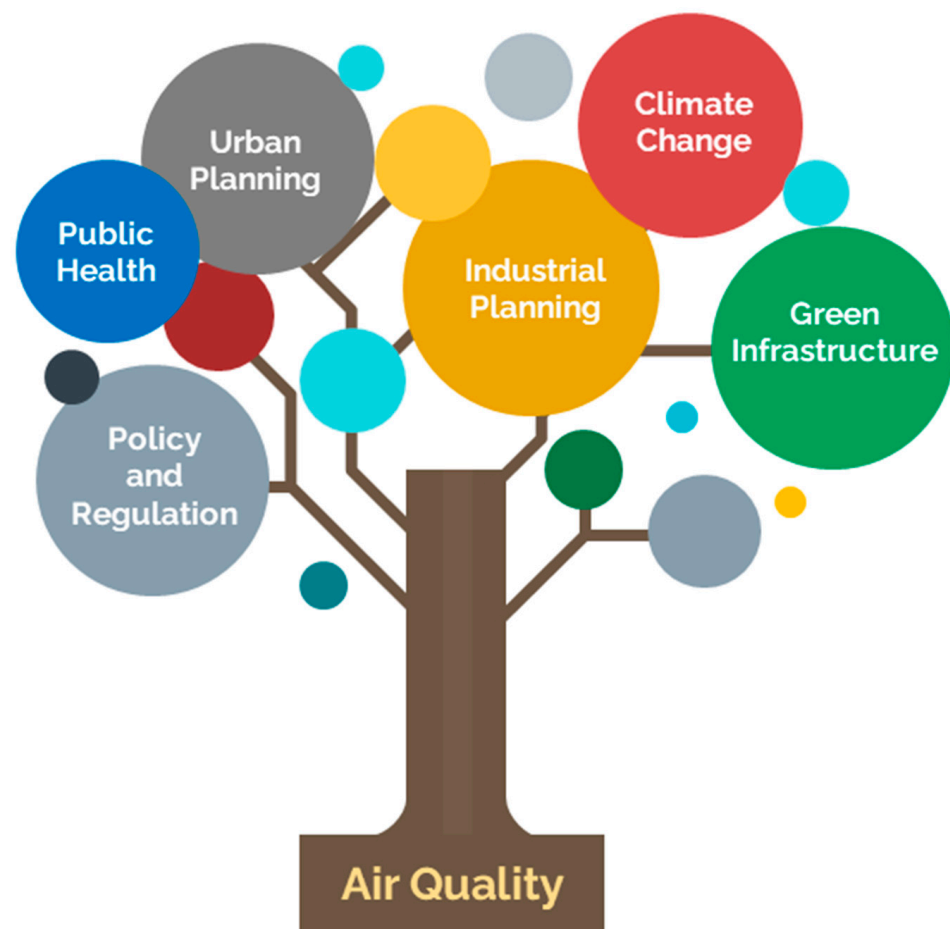 Climate
Change
Urban
Planning
Public
Health
Industrial
Planning
Green
Infrastructure
Policy
and
Regulation
Air Quality